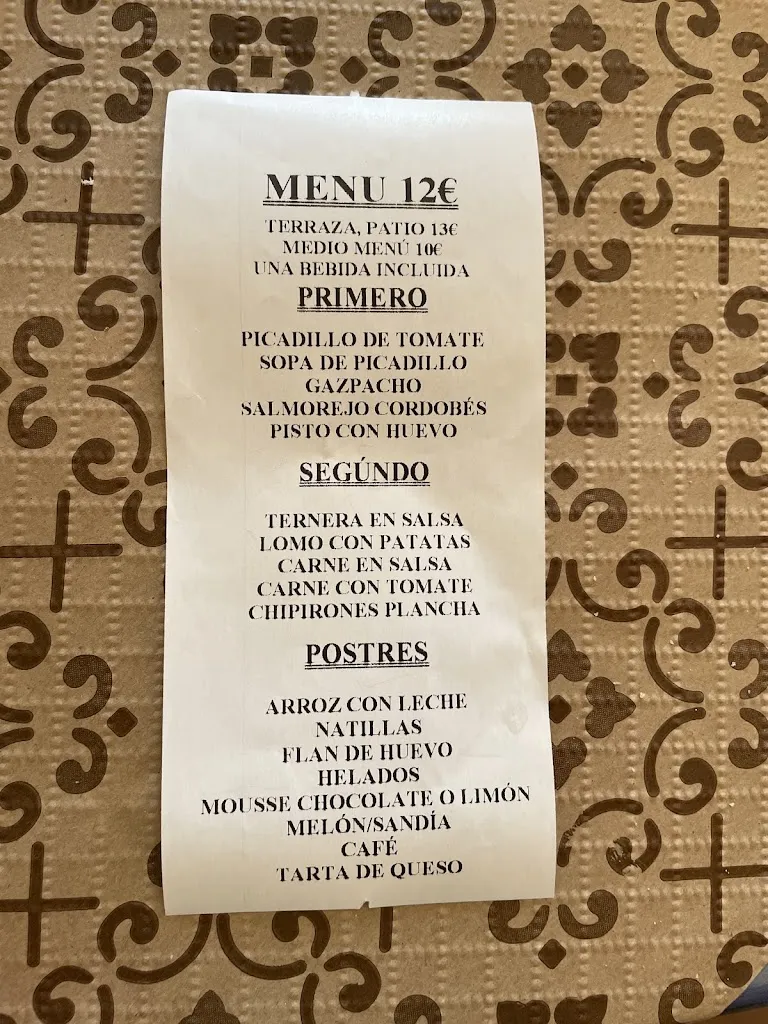 MENU 12€
TERRAZA, PATIO 13€
MEDIO MENÚ 10€
UNA BEBIDA INCLUIDA
PRIMERO
PICADILLO DE TOMATE
SOPA DE PICADILLO
GAZPACHO
SALMOREJO CORDOBÉS
PISTO CON HUEVO
SEGÚNDO
TERNERA EN SALSA
LOMO CON PATATAS
CARNE EN SALSA
CARNE CON TOMATE
CHIPIRONES PLANCHA
POSTRES
ARROZ CON LECHE
NATILLAS
FLAN DE HUEVO
HELADOS
MOUSSE CHOCOLATE O LIMÓN
MELÓN/SANDÍA
CAFÉ
TARTA DE QUESO